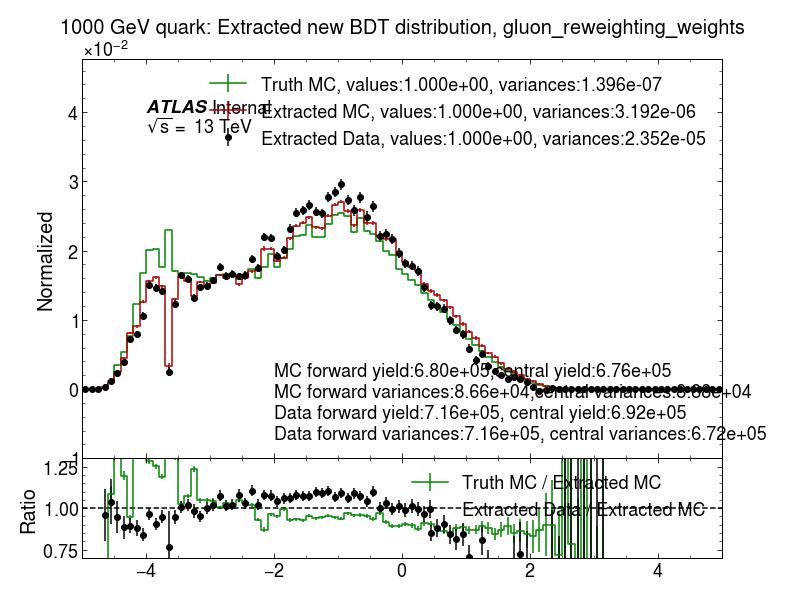 1000 GeV quark: Extracted new BDT distribution, gluon_reweighting_weights
×10⁻²
Truth MC, values:1.000e+00, variances:1.396e-07
ATLAS Internal
Extracted MC, values:1.000e+00, variances:3.192e-06
√s = 13 TeV
Extracted Data, values:1.000e+00, variances:2.352e-05
4
3
2
1
0
Normalized
MC forward yield:6.80e+05, central yield:6.76e+05
MC forward variances:8.66e+04,central variances:8.68e+04
Data forward yield:7.16e+05, central yield:6.92e+05
Data forward variances:7.16e+05, central variances:6.72e+05
1
1.25
1.00
0.75
Ratio
Truth MC / Extracted MC
Extracted Data / Extracted MC
−4 −2 0 2 4